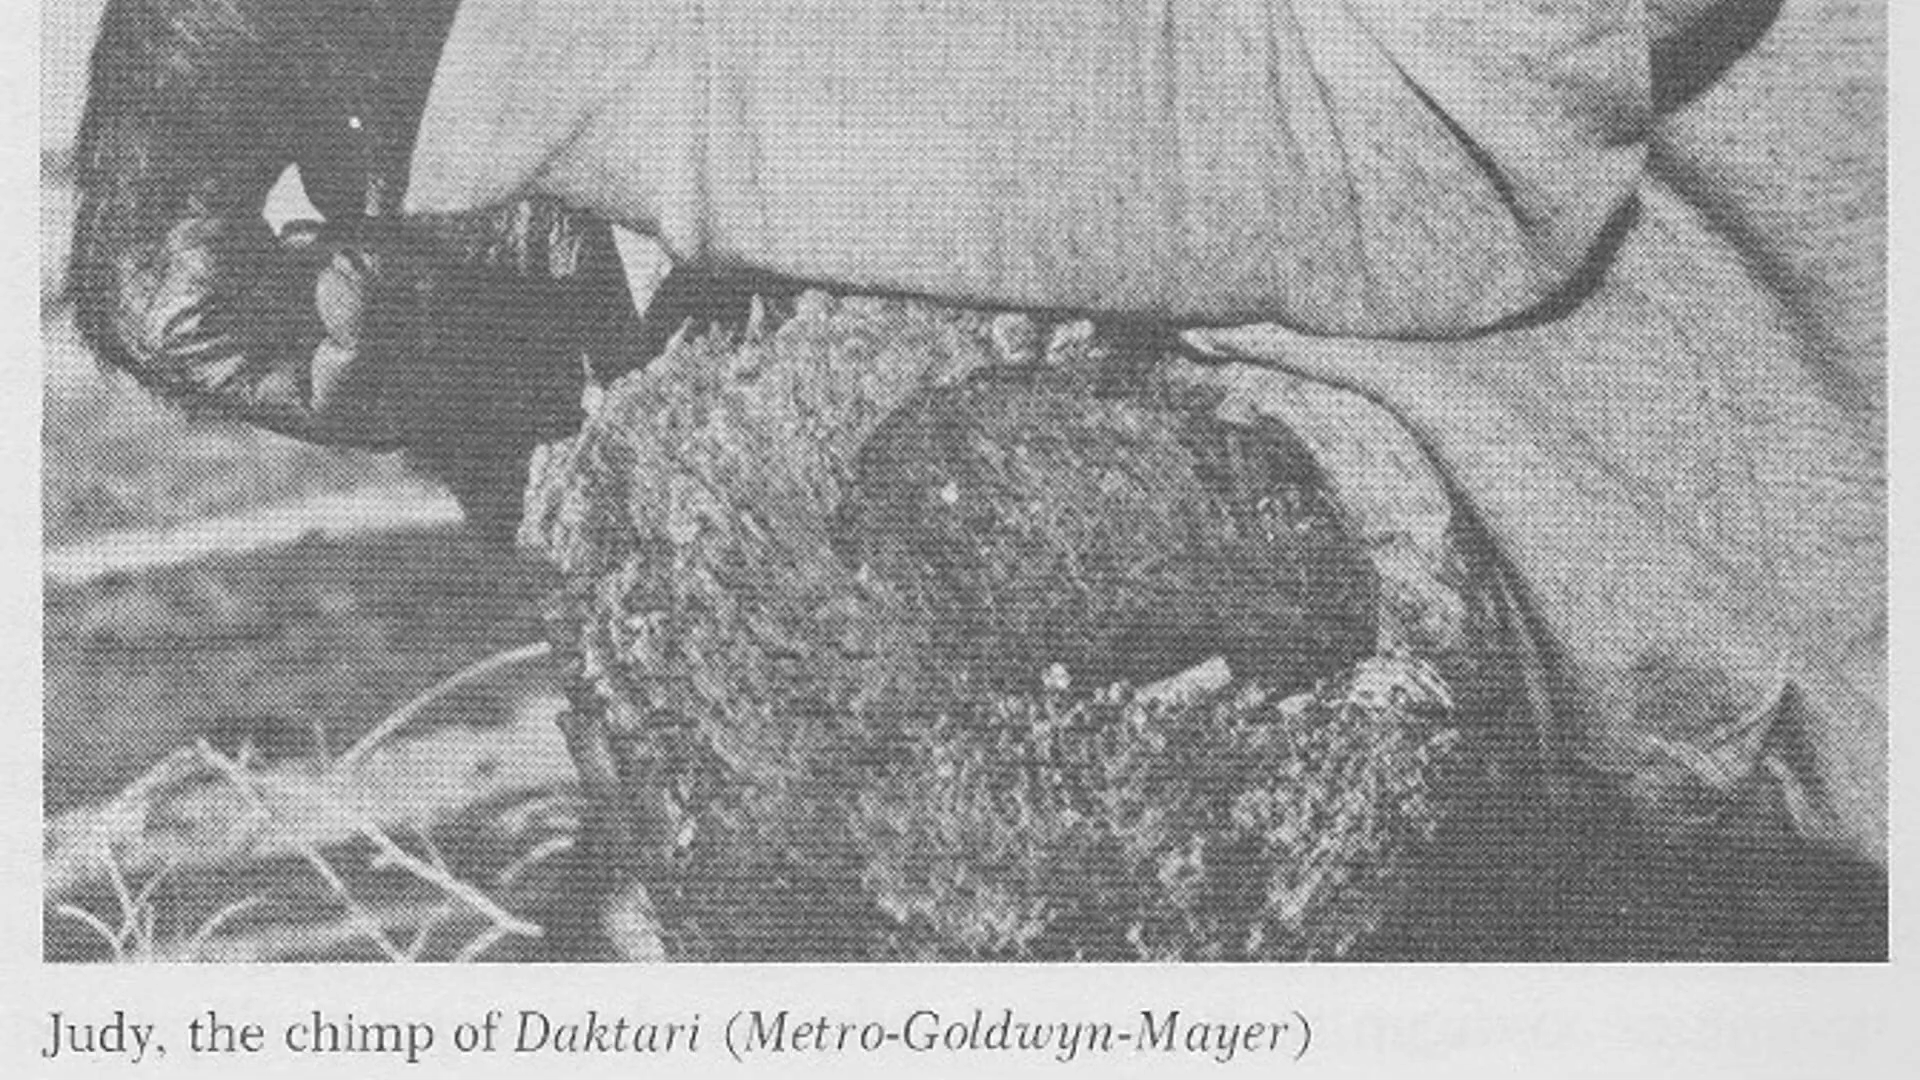 Judy, the chimp of Daktari (Metro-Goldwyn-Mayer)